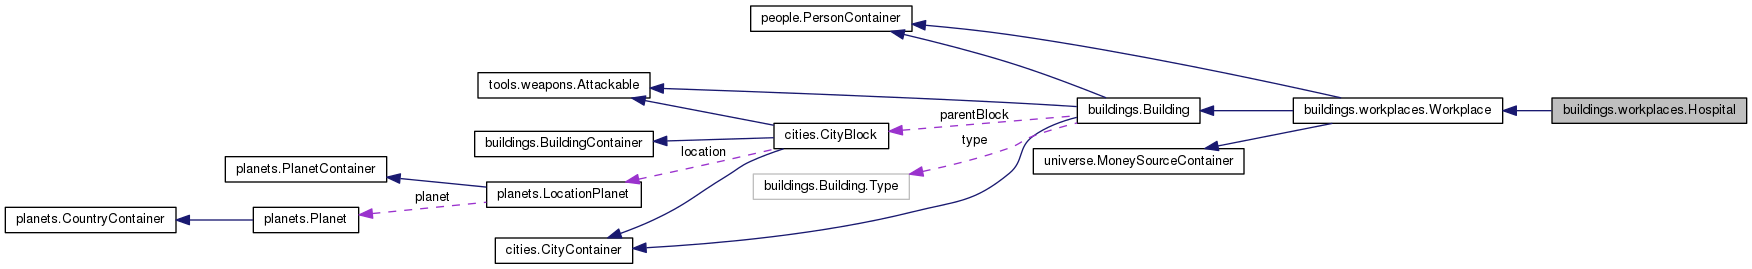 people.PersonContainer
tools.weapons.Attackable
buildings.Building
buildings.workplaces.Workplace
buildings.workplaces.Hospital
parentBlock
cities.CityBlock
type
buildings.BuildingContainer
location
universe.MoneySourceContainer
planets.PlanetContainer
buildings.Building.Type
planet
planets.LocationPlanet
planets.CountryContainer
planets.Planet
cities.CityContainer